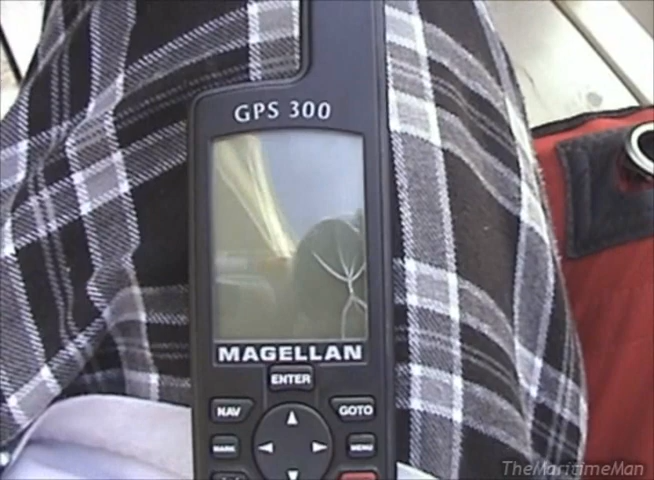 GPS 300
MAGELLAN
ENTER
NAV
GOTO
MARK
MENU
TheMaritimeMan